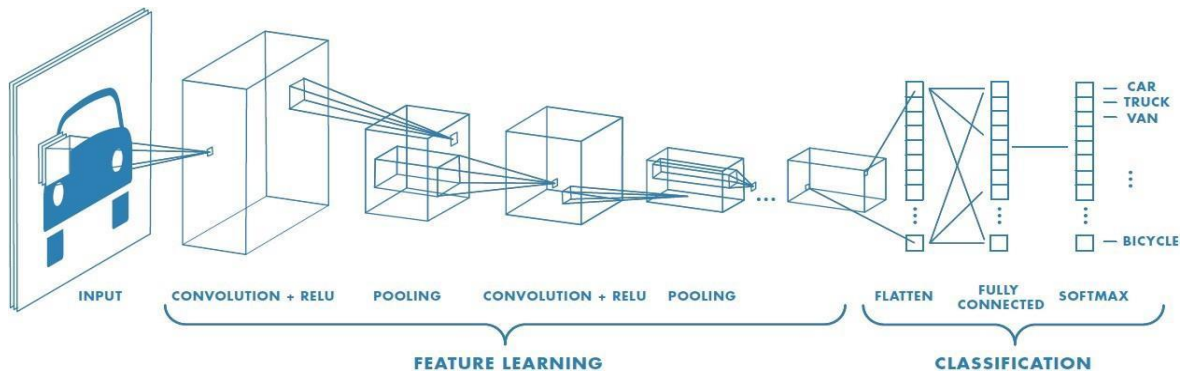 CAR
TRUCK
VAN
BICYCLE
INPUT
CONVOLUTION + RELU
POOLING
CONVOLUTION + RELU
POOLING
FLATTEN
FULLY
CONNECTED
SOFTMAX
FEATURE LEARNING
CLASSIFICATION